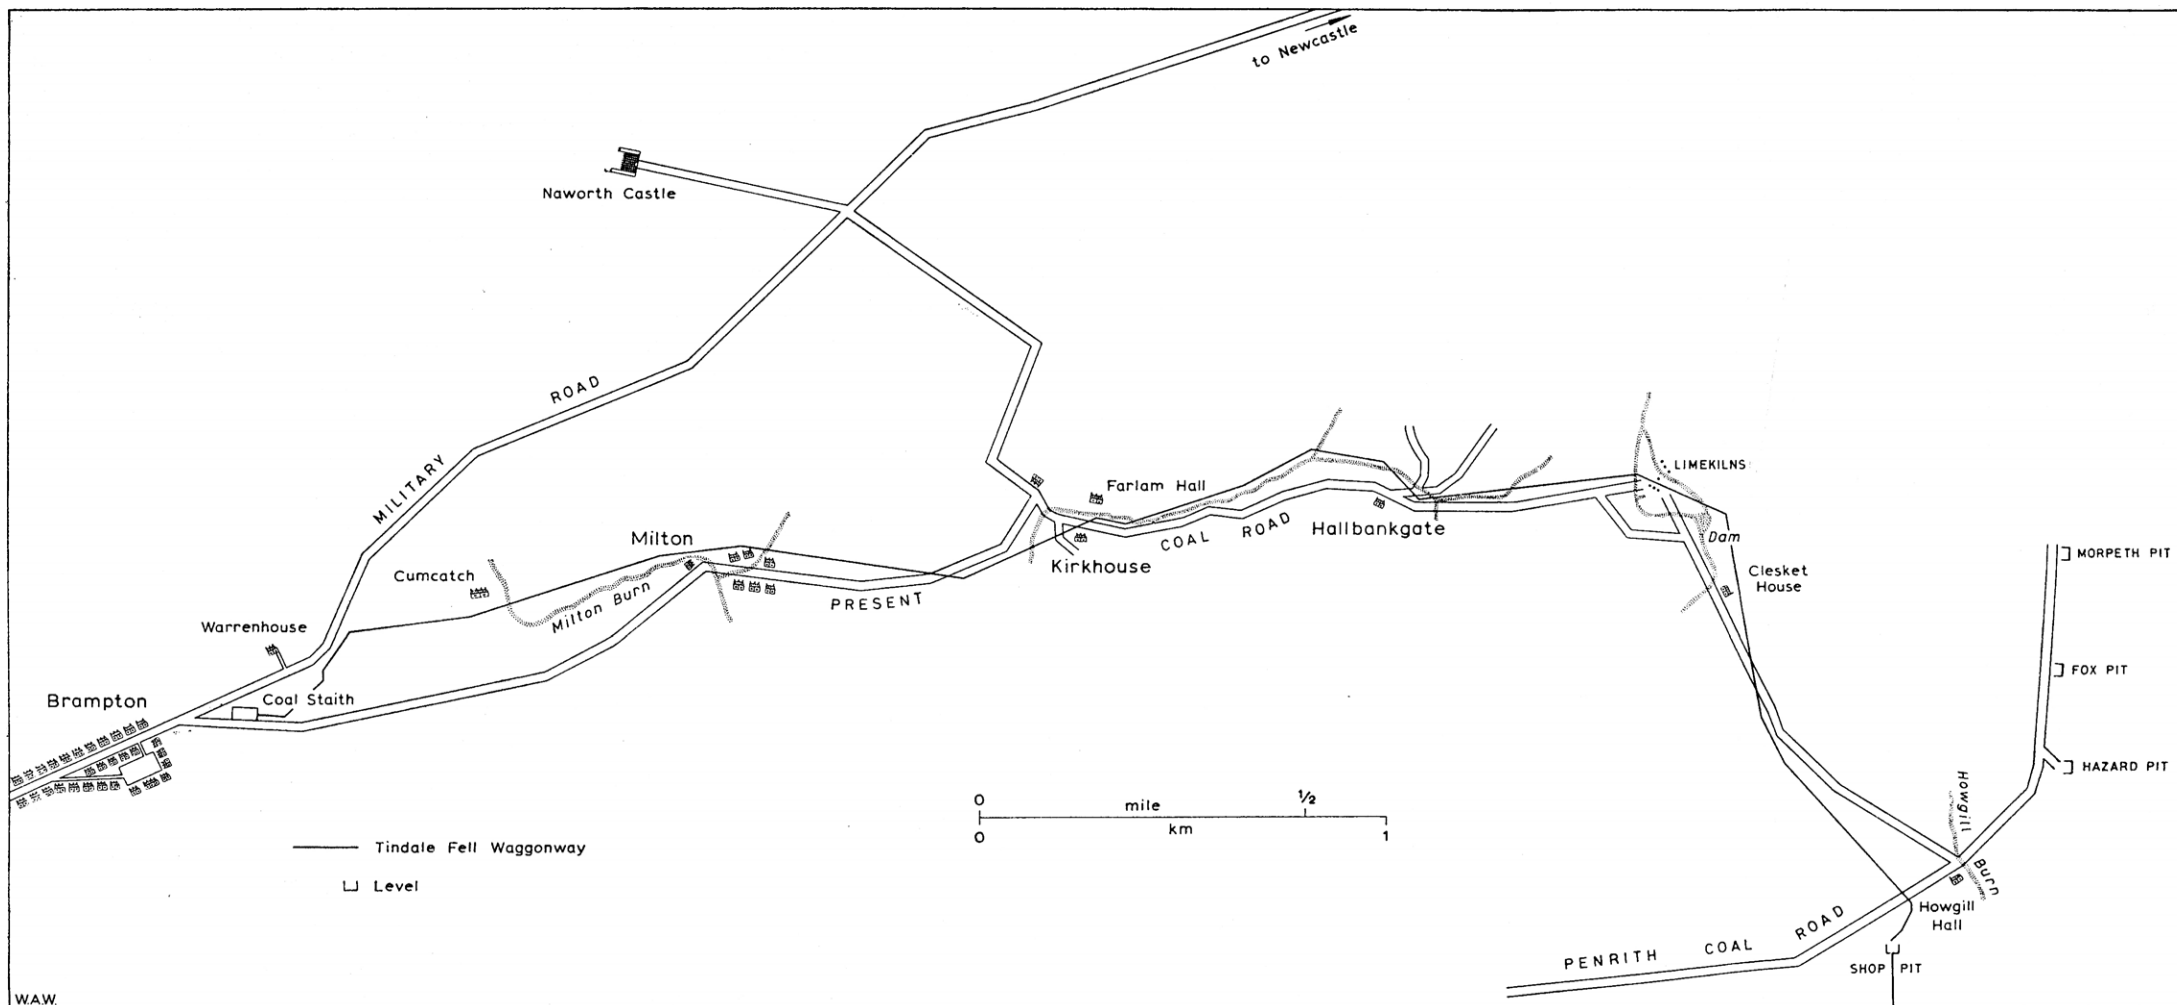 to Newcastle
Naworth Castle
MILITARY ROAD
LIMEKILNS
Farlam Hall
COAL ROAD
Hallbankgate
Dam
Milton
Kirkhouse
MORPETH PIT
Cumcatch
Milton Burn
PRESENT
Clesket
House
Warrenhouse
FOX PIT
Brampton
Coal Staith
HAZARD PIT
Howgill Burn
0 mile ½
0 km 1
Tindale Fell Waggonway
Level
Howgill
Hall
PENRITH COAL ROAD
SHOP PIT
W.A.W.